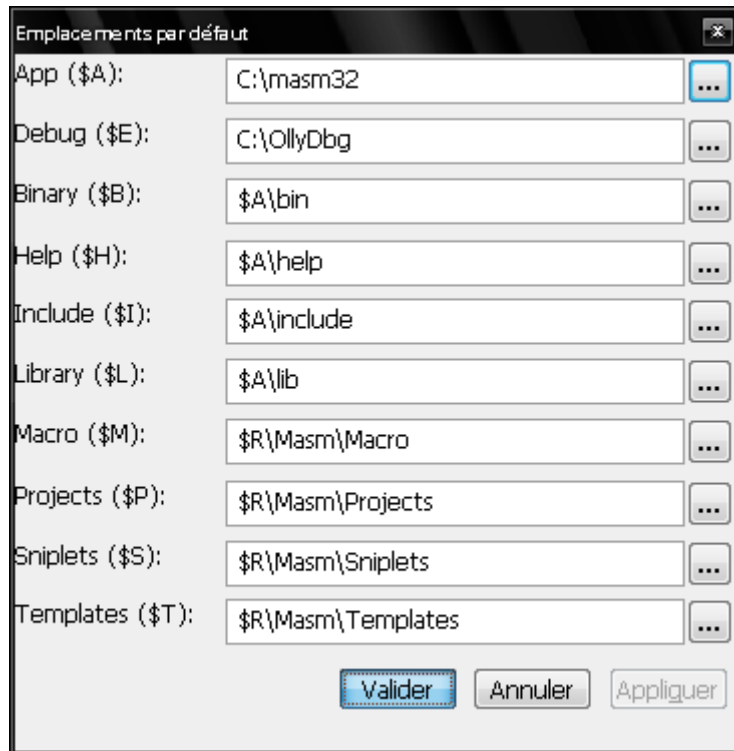 Emplacements par défaut
App ($A): C:\masm32 ...
Debug ($E): C:\OllyDbg ...
Binary ($B): $A\bin ...
Help ($H): $A\help ...
Include ($I): $A\include ...
Library ($L): $A\lib ...
Macro ($M): $R\Masm\Macro ...
Projects ($P): $R\Masm\Projects ...
Sniplets ($S): $R\Masm\Sniplets ...
Templates ($T): $R\Masm\Templates ...
Valider Annuler Appliquer